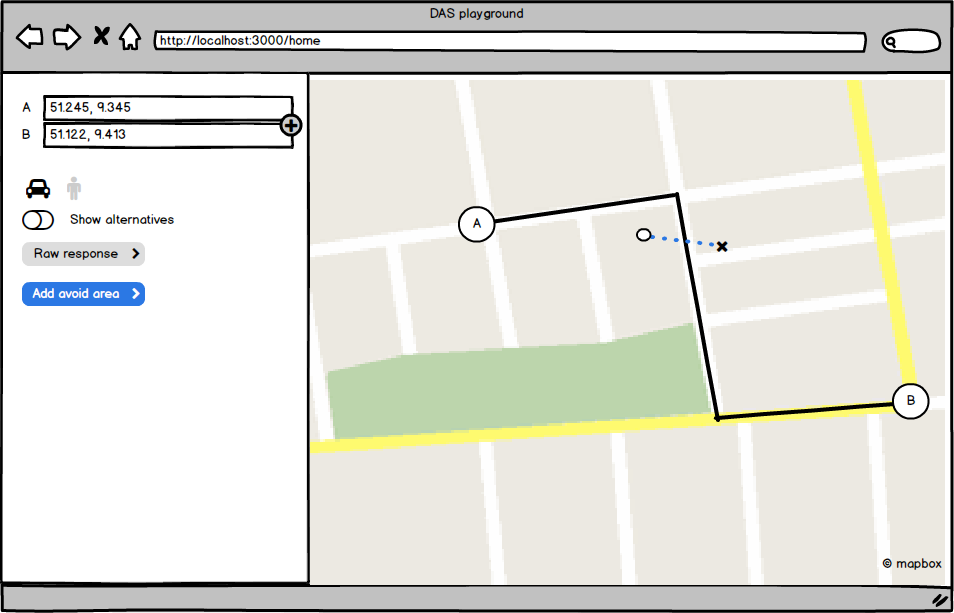 DAS playground
http://localhost:3000/home
A 51.245, 9.345
B 51.122, 9.413
Show alternatives
Raw response
Add avoid area
A
B
© mapbox